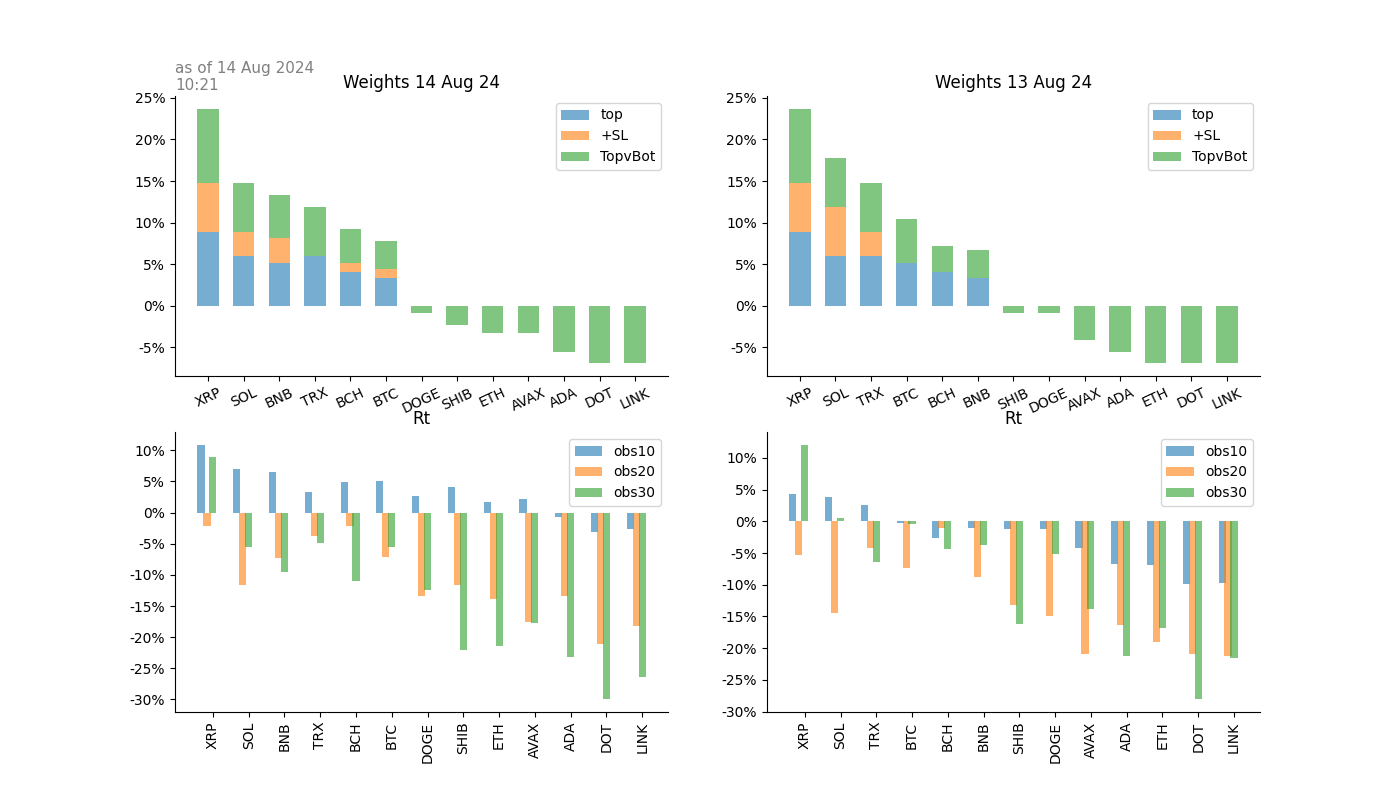 as of 14 Aug 2024
10:21
Weights 14 Aug 24
25%
20%
15%
10%
5%
0%
-5%
top
+SL
TopvBot
XRP SOL BNB TRX BCH BTC DOGE SHIB ETH AVAX ADA DOT LINK
Weights 13 Aug 24
25%
20%
15%
10%
5%
0%
-5%
top
+SL
TopvBot
XRP SOL TRX BTC BCH BNB SHIB DOGE AVAX ADA ETH DOT LINK
Rt
10%
5%
0%
-5%
-10%
-15%
-20%
-25%
-30%
obs10
obs20
obs30
XRP SOL BNB TRX BCH BTC DOGE SHIB ETH AVAX ADA DOT LINK
Rt
10%
5%
0%
-5%
-10%
-15%
-20%
-25%
-30%
obs10
obs20
obs30
XRP SOL TRX BTC BCH BNB SHIB DOGE AVAX ADA ETH DOT LINK